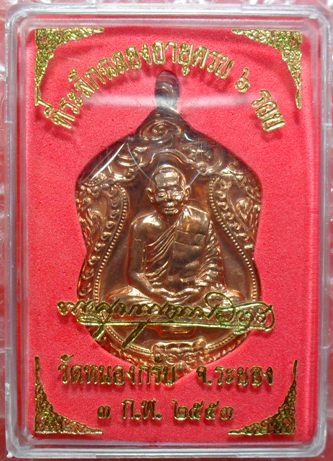 ที่ระลึกฉลองอายุครบ ๖ รอบ
วัดหนองกรับ จ.ระยอง
๓ ก.พ. ๒๕๕๓